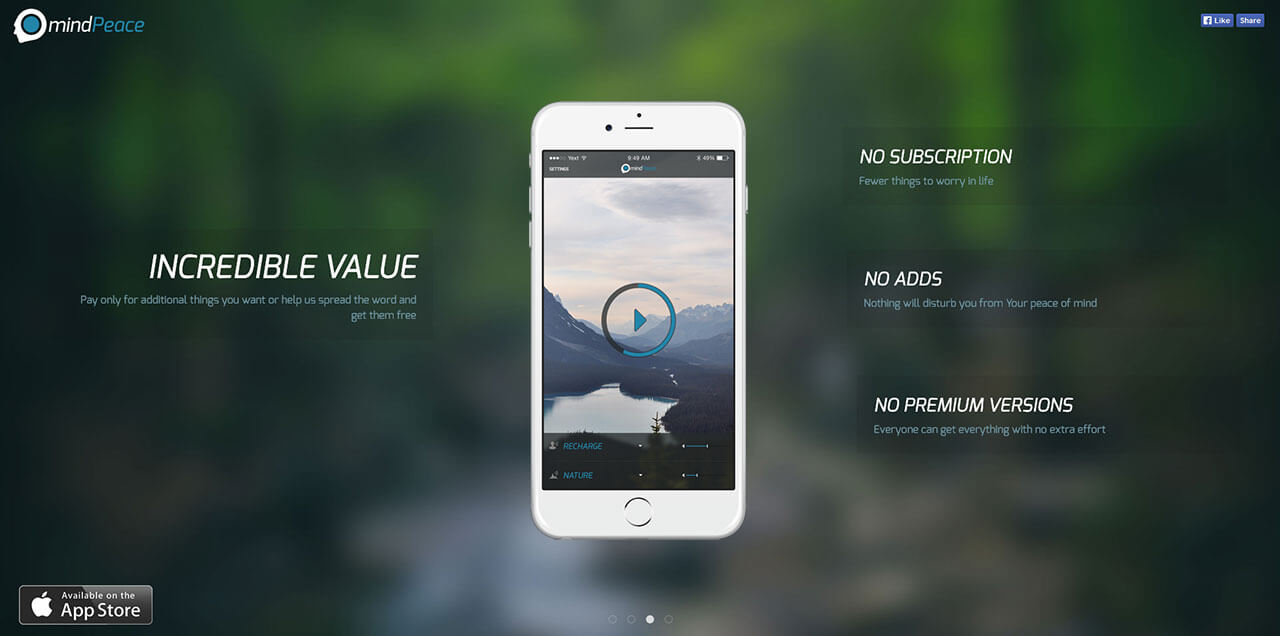 mindPeace
Like Share
INCREDIBLE VALUE
Pay only for additional things you want or help us spread the word and
get them free
Yext 9:49 AM 49%
SETTINGS mindPeace
RECHARGE
NATURE
NO SUBSCRIPTION
Fewer things to worry in life
NO ADDS
Nothing will disturb you from Your peace of mind
NO PREMIUM VERSIONS
Everyone can get everything with no extra effort
Available on the
App Store